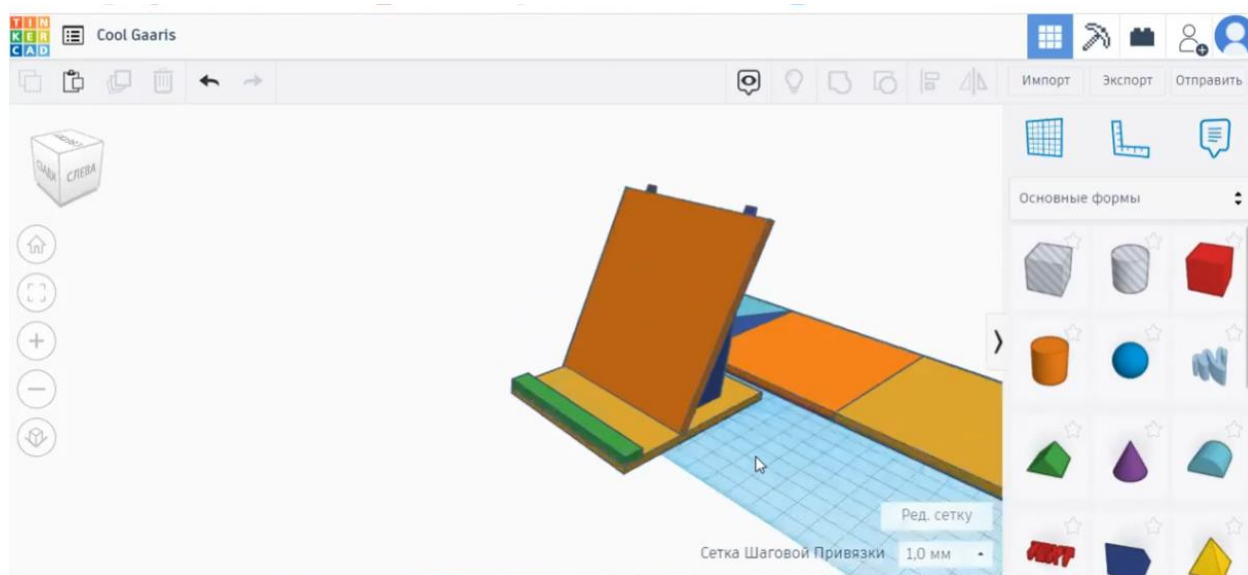 TIN
KER
CAD
Cool Gaaris
Импорт
Экспорт
Отправить
СЛЕВА
Основные формы
TEXT
Ред. сетку
Сетка Шаговой Привязки
1,0 мм